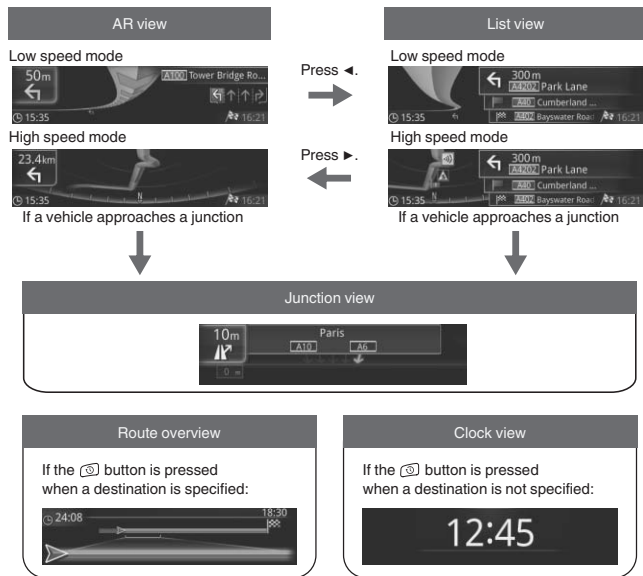 AR view
Low speed mode
50m
A100 Tower Bridge Ro...
15:35
16:21
High speed mode
23.4km
N
15:35
16:21
If a vehicle approaches a junction
Press ◄.
Press ►.
List view
Low speed mode
300m
A4202 Park Lane
A40 Cumberland ...
A402 Bayswater Road
15:35
16:21
High speed mode
300m
A4202 Park Lane
A40 Cumberland ...
A402 Bayswater Road
15:35
16:21
If a vehicle approaches a junction
Junction view
10m
Paris
A10 A6
0 m
Route overview
If the button is pressed
when a destination is specified:
24:08
18:30
Clock view
If the button is pressed
when a destination is not specified:
12:45